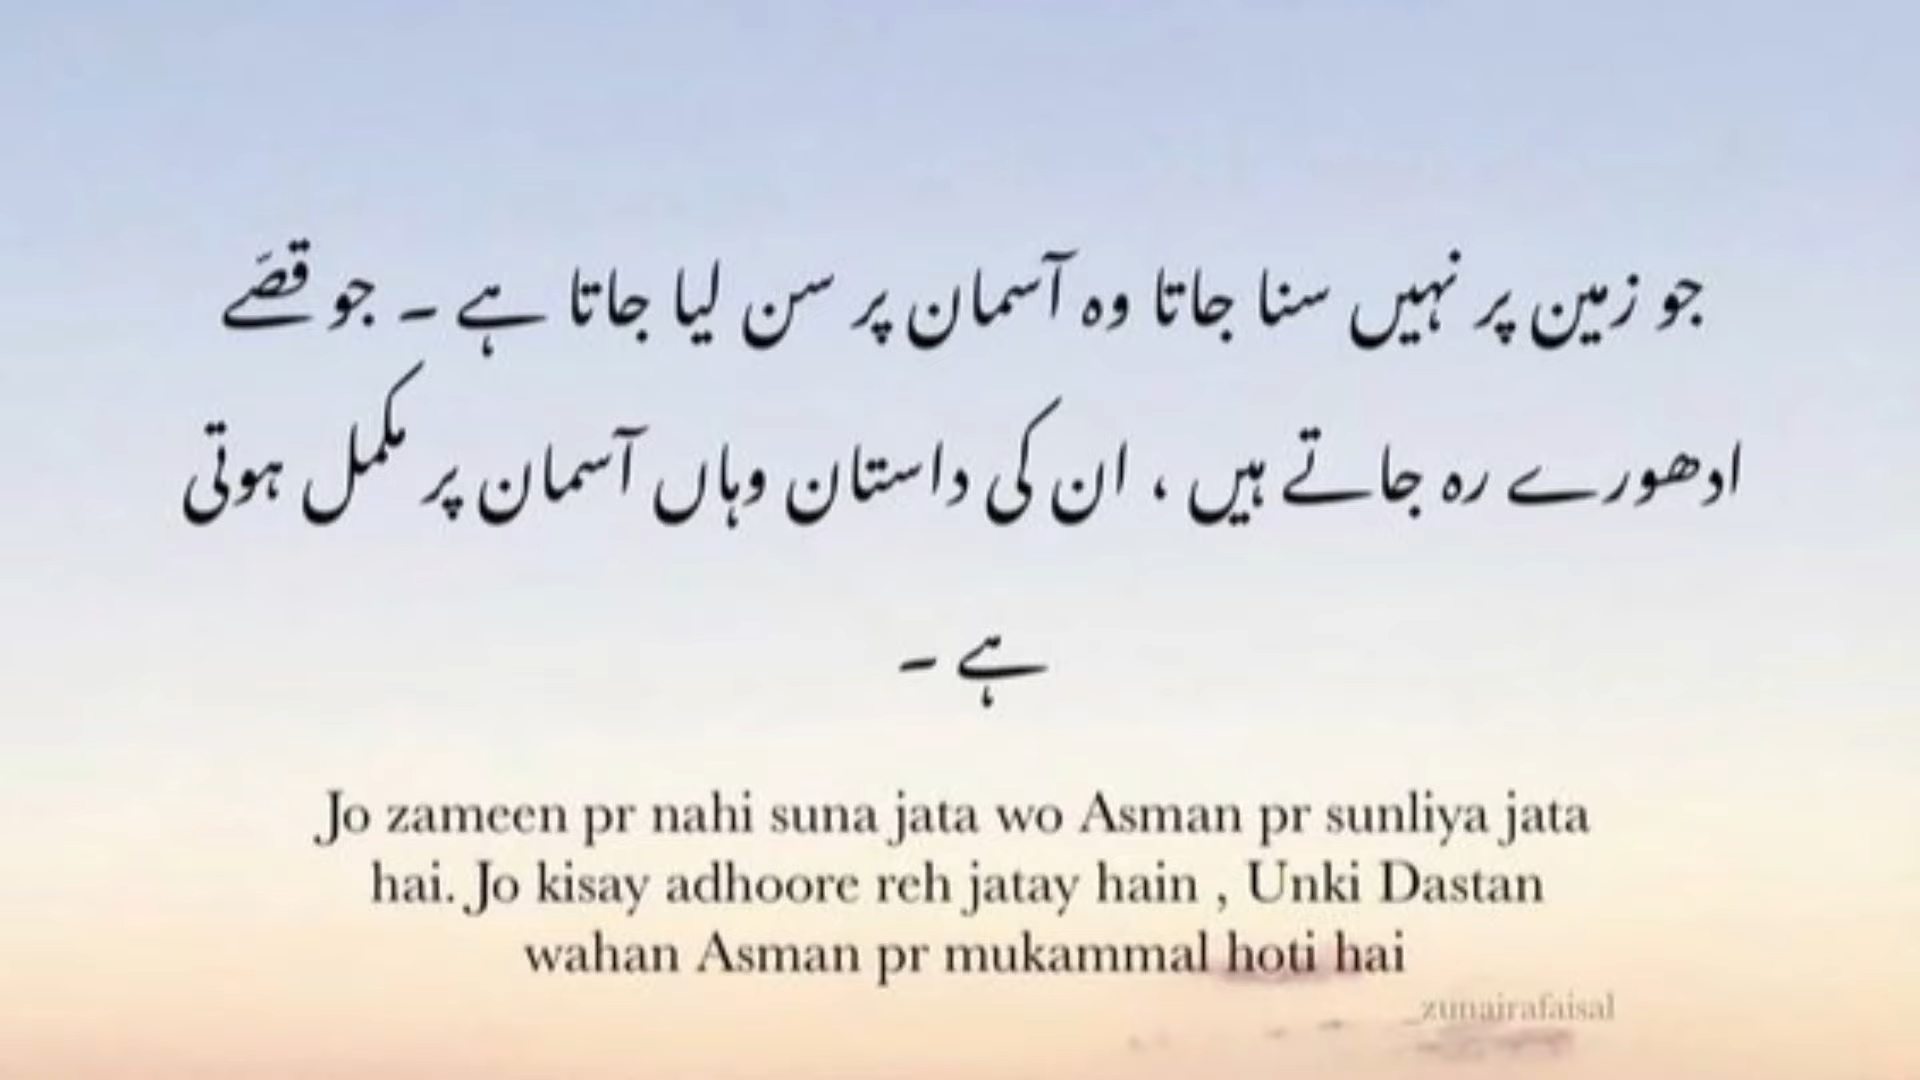 جو زمین پر نہیں سنا جاتا وہ آسمان پر سن لیا جاتا ہے ۔ جو قصَے
ادھورے رہ جاتے ہیں ، ان کی داستان وہاں آسمان پر مکمل ہوتی
ہے ۔
Jo zameen pr nahi suna jata wo Asman pr sunliya jata
hai. Jo kisay adhoore reh jatay hain , Unki Dastan
wahan Asman pr mukammal hoti hai
_zunairafaisal